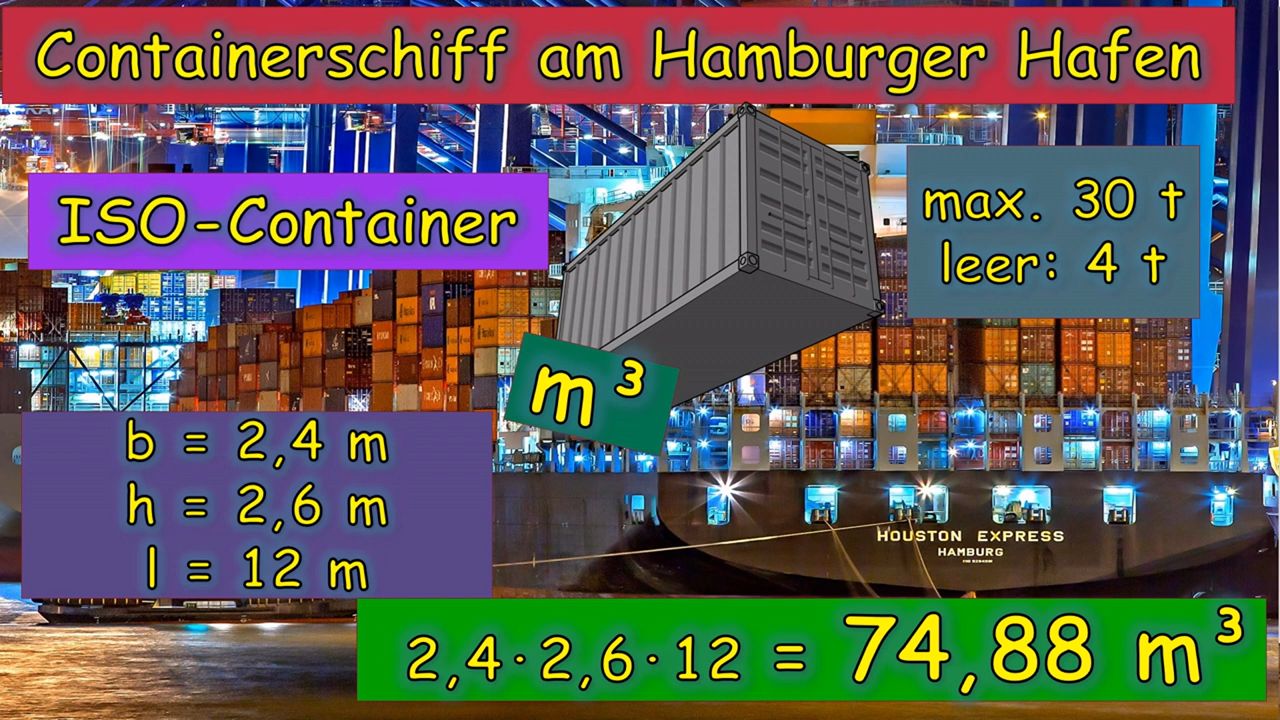 Containerschiff am Hamburger Hafen
ISO-Container
max. 30 t
leer: 4 t
m³
b = 2,4 m
h = 2,6 m
l = 12 m
HOUSTON EXPRESS
HAMBURG
2,4·2,6·12 = 74,88 m³